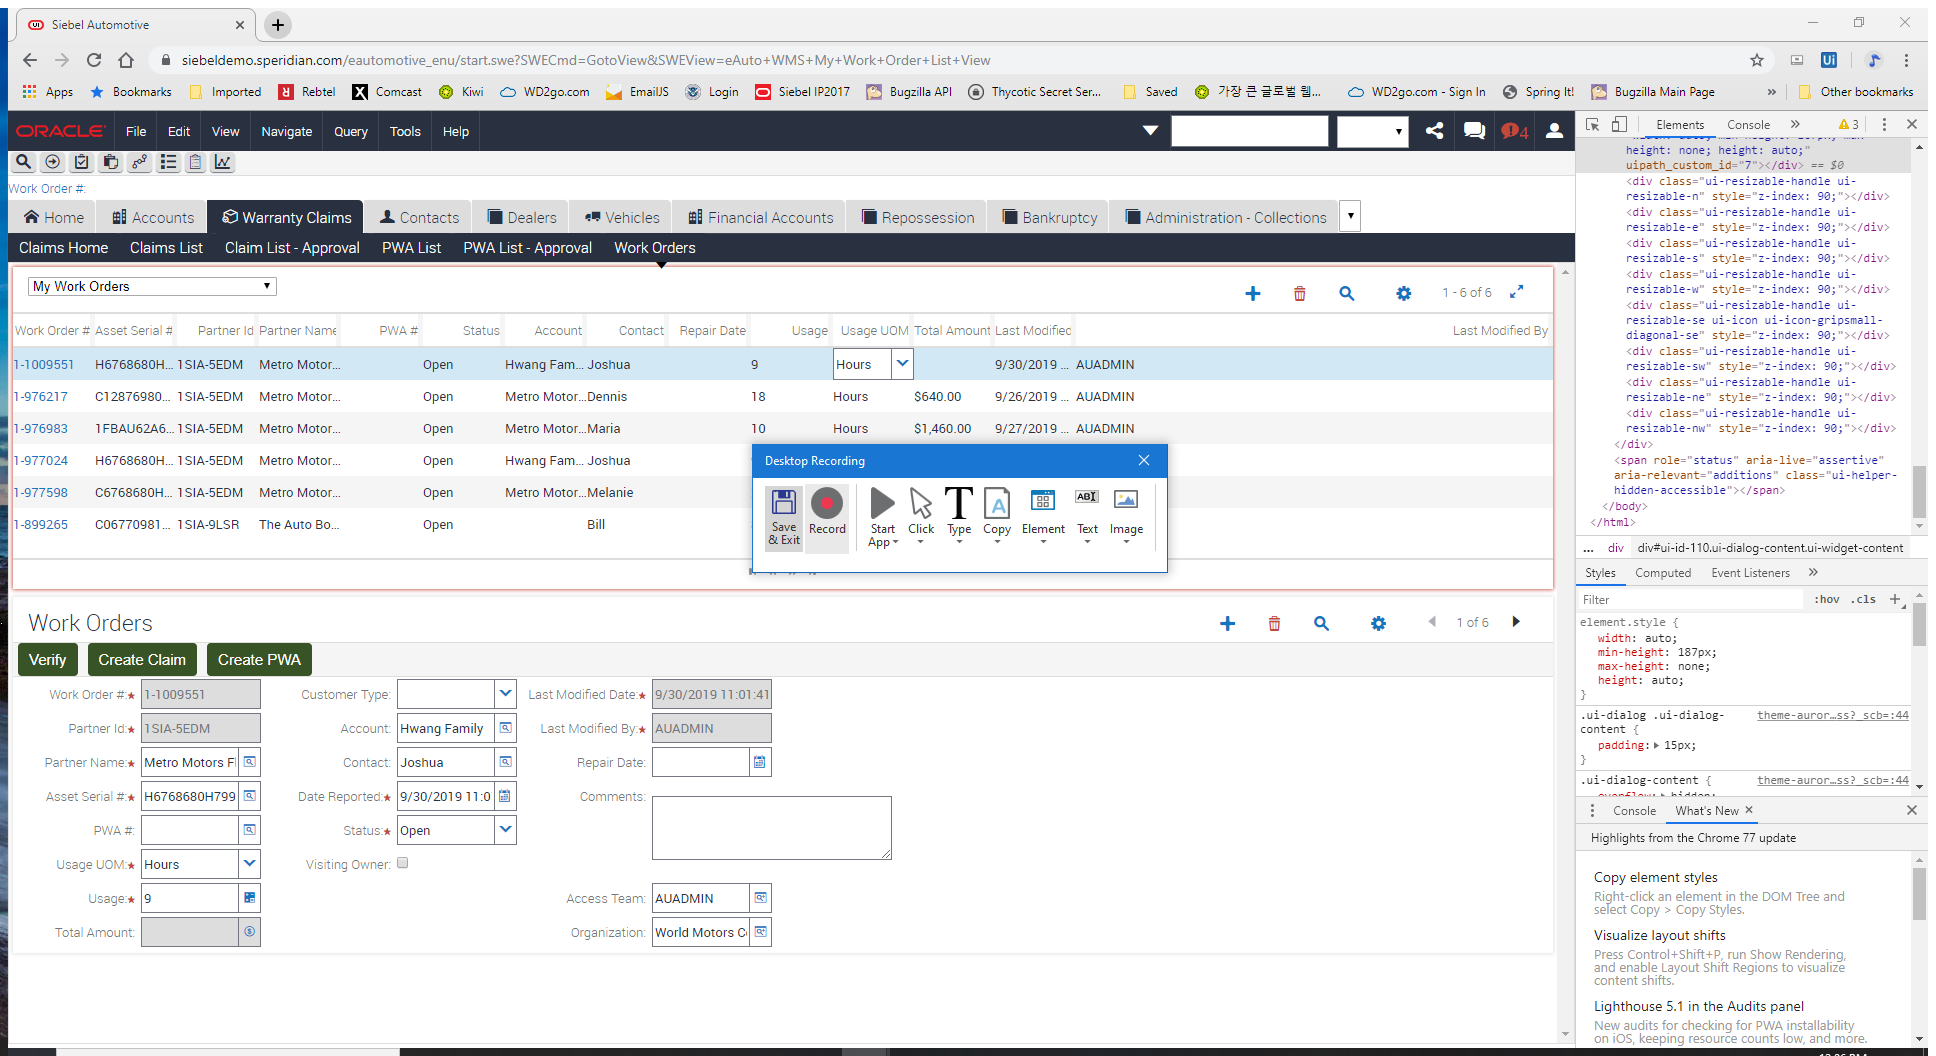 Siebel Automotive
siebeldemo.speridian.com/eautomotive_enu/start.swe?SWECmd=GotoView&SWEView=eAuto+WMS+My+Work+Order+List+View
Apps Bookmarks Imported Rebtel Comcast Kiwi WD2go.com EmailJS Login Siebel IP2017 Bugzilla API Thycotic Secret Ser... Saved 가장 큰 글로벌 웹... WD2go.com - Sign In Spring It! Bugzilla Main Page » Other bookmarks
ORACLE File Edit View Navigate Query Tools Help 4
Work Order #:
Home Accounts Warranty Claims Contacts Dealers Vehicles Financial Accounts Repossession Bankruptcy Administration - Collections
Claims Home Claims List Claim List - Approval PWA List PWA List - Approval Work Orders
My Work Orders 1 - 6 of 6
Work Order # Asset Serial # Partner Id Partner Name PWA # Status Account Contact Repair Date Usage Usage UOM Total Amount Last Modified Last Modified By
1-1009551 H6768680H... 1SIA-5EDM Metro Motor... Open Hwang Fam... Joshua 9 Hours 9/30/2019 ... AUADMIN
1-976217 C12876980... 1SIA-5EDM Metro Motor... Open Metro Motor... Dennis 18 Hours $640.00 9/26/2019 ... AUADMIN
1-976983 1FBAU62A6... 1SIA-5EDM Metro Motor... Open Metro Motor... Maria 10 Hours $1,460.00 9/27/2019 ... AUADMIN
1-977024 H6768680H... 1SIA-5EDM Metro Motor... Open Hwang Fam... Joshua
1-977598 C6768680H... 1SIA-5EDM Metro Motor... Open Metro Motor... Melanie
1-899265 C06770981... 1SIA-9LSR The Auto Bo... Open Bill
Desktop Recording
Save & Exit Record Start App Click Type Copy Element Text Image
Work Orders 1 of 6
Verify Create Claim Create PWA
Work Order #: 1-1009551 Customer Type: Last Modified Date: 9/30/2019 11:01:41
Partner Id: 1SIA-5EDM Account: Hwang Family Last Modified By: AUADMIN
Partner Name: Metro Motors Fl Contact: Joshua Repair Date:
Asset Serial #: H6768680H799 Date Reported: 9/30/2019 11:0 Comments:
PWA #: Status: Open
Usage UOM: Hours Visiting Owner:
Usage: 9 Access Team: AUADMIN
Total Amount: Organization: World Motors C
Elements Console » 3
height: none; height: auto;"
uipath_custom_id="7"></div> == $0
<div class="ui-resizable-handle ui-
resizable-n" style="z-index: 90;"></div>
<div class="ui-resizable-handle ui-
resizable-e" style="z-index: 90;"></div>
<div class="ui-resizable-handle ui-
resizable-s" style="z-index: 90;"></div>
<div class="ui-resizable-handle ui-
resizable-w" style="z-index: 90;"></div>
<div class="ui-resizable-handle ui-
resizable-se ui-icon ui-icon-gripsmall-
diagonal-se" style="z-index: 90;"></div>
<div class="ui-resizable-handle ui-
resizable-sw" style="z-index: 90;"></div>
<div class="ui-resizable-handle ui-
resizable-ne" style="z-index: 90;"></div>
<div class="ui-resizable-handle ui-
resizable-nw" style="z-index: 90;"></div>
</div>
<span role="status" aria-live="assertive"
aria-relevant="additions" class="ui-helper-
hidden-accessible"></span>
</body>
</html>
... div div#ui-id-110.ui-dialog-content.ui-widget-content
Styles Computed Event Listeners »
Filter :hov .cls +
element.style {
width: auto;
min-height: 187px;
max-height: none;
height: auto;
}
.ui-dialog .ui-dialog- theme-auror…ss?_scb=:44
content {
padding: 15px;
}
.ui-dialog-content { theme-auror…ss?_scb=:44
Console What's New
Highlights from the Chrome 77 update
Copy element styles
Right-click an element in the DOM Tree and
select Copy > Copy Styles.
Visualize layout shifts
Press Control+Shift+P, run Show Rendering,
and enable Layout Shift Regions to visualize
content shifts.
Lighthouse 5.1 in the Audits panel
New audits for checking for PWA installability
on iOS, keeping resource counts low, and more.